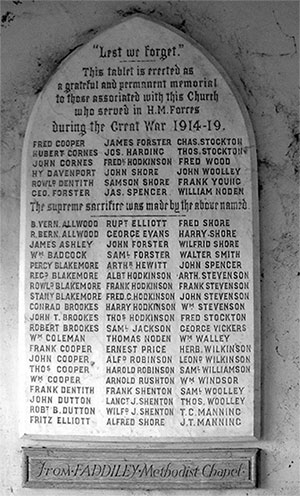 "Lest we forget."
This tablet is erected as
a grateful and permanent memorial
to those associated with this Church
who served in H.M. Forces
during the Great War 1914-19.
FRED COOPER JAMES FORSTER CHAS. STOCKTON
HUBERT CORNES JOS. HARDING THOS. STOCKTON
JOHN CORNES FREDK. HODKINSON FRED WOOD
HY DAVENPORT JOHN SHORE JOHN WOOLLEY
ROWLD. DENTITH SAMSON SHORE FRANK YOUNG
GEO. FORSTER JAS. SPENCER WILLIAM NODEN
The supreme sacrifice was made by the above named
B. VERN. ALLWOOD RUPT. ELLIOTT FRED SHORE
R. BERN. ALLWOOD GEORGE EVANS HARRY SHORE
JAMES ASHLEY JOHN FORSTER WILFRID SHORE
WM. BADCOCK SAML. FORSTER WALTER SMITH
PERCY BLAKEMORE ARTHR. HEWITT JOHN SPENCER
REGD. BLAKEMORE ALBT. HODKINSON ARTH. STEVENSON
ROWLD. BLAKEMORE FRANK HODKINSON FRANK STEVENSON
STANY. BLAKEMORE FRED. C. HODKINSON JOHN STEVENSON
CONRAD BROOKES HARRY HODKINSON WM. STEVENSON
JOHN T. BROOKES THOS. HODKINSON FRED STOCKTON
ROBERT BROOKES SAML. JACKSON GEORGE VICKERS
WM. COLEMAN THOMAS NODEN WM. WALLEY
FRANK COOPER ERNEST PRICE HERB. WILKINSON
JOHN COOPER ALFD. ROBINSON LEOND. WILKINSON
THOS. COOPER HAROLD ROBINSON SAML. WILLIAMSON
WM. COOPER ARNOLD RUSHTON WM. WINDSOR
FRANK DENTITH FRANK SHENTON SAML. WOOLLEY
JOHN DUTTON LANCT. J. SHENTON THOS. WOOLLEY
ROBT. B. DUTTON WILFD. J. SHENTON T. C. MANNING
FRITZ ELLIOTT ALFRED SHORE J. T. MANNING
From FADDILEY Methodist Chapel